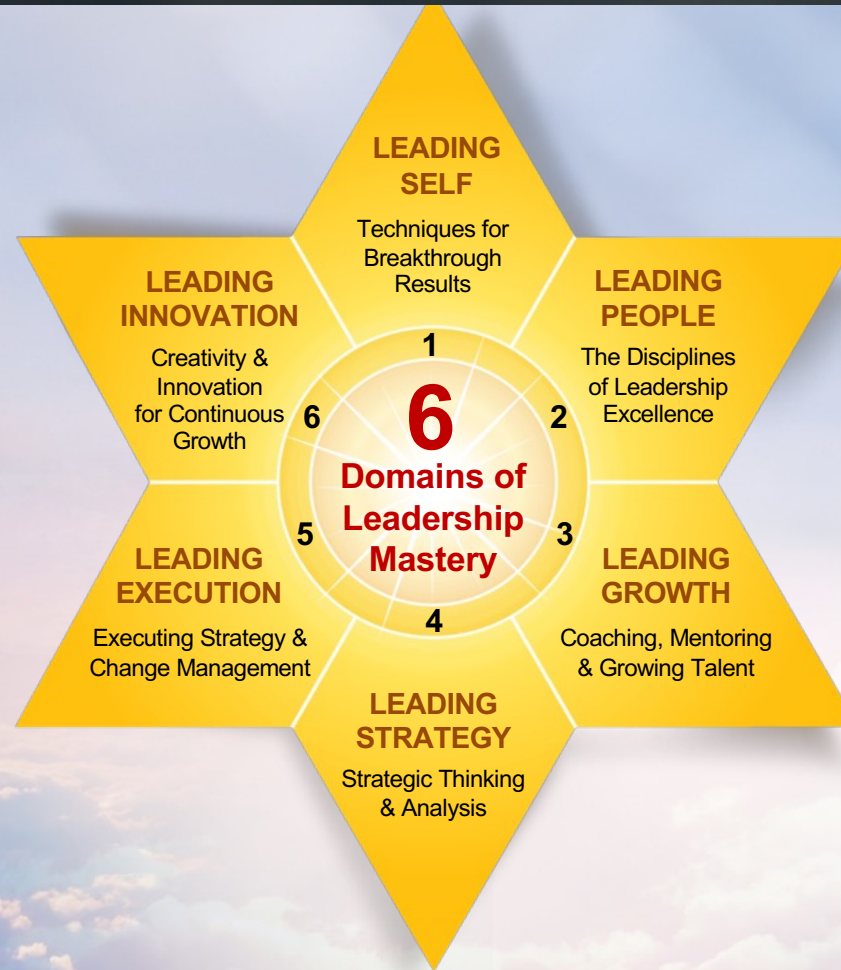 LEADING
SELF
Techniques for
Breakthrough
Results
1
LEADING
PEOPLE
The Disciplines
of Leadership
Excellence
2
LEADING
GROWTH
Coaching, Mentoring
& Growing Talent
3
LEADING
STRATEGY
Strategic Thinking
& Analysis
4
LEADING
EXECUTION
Executing Strategy &
Change Management
5
LEADING
INNOVATION
Creativity &
Innovation
for Continuous
Growth
6
6
Domains of
Leadership
Mastery